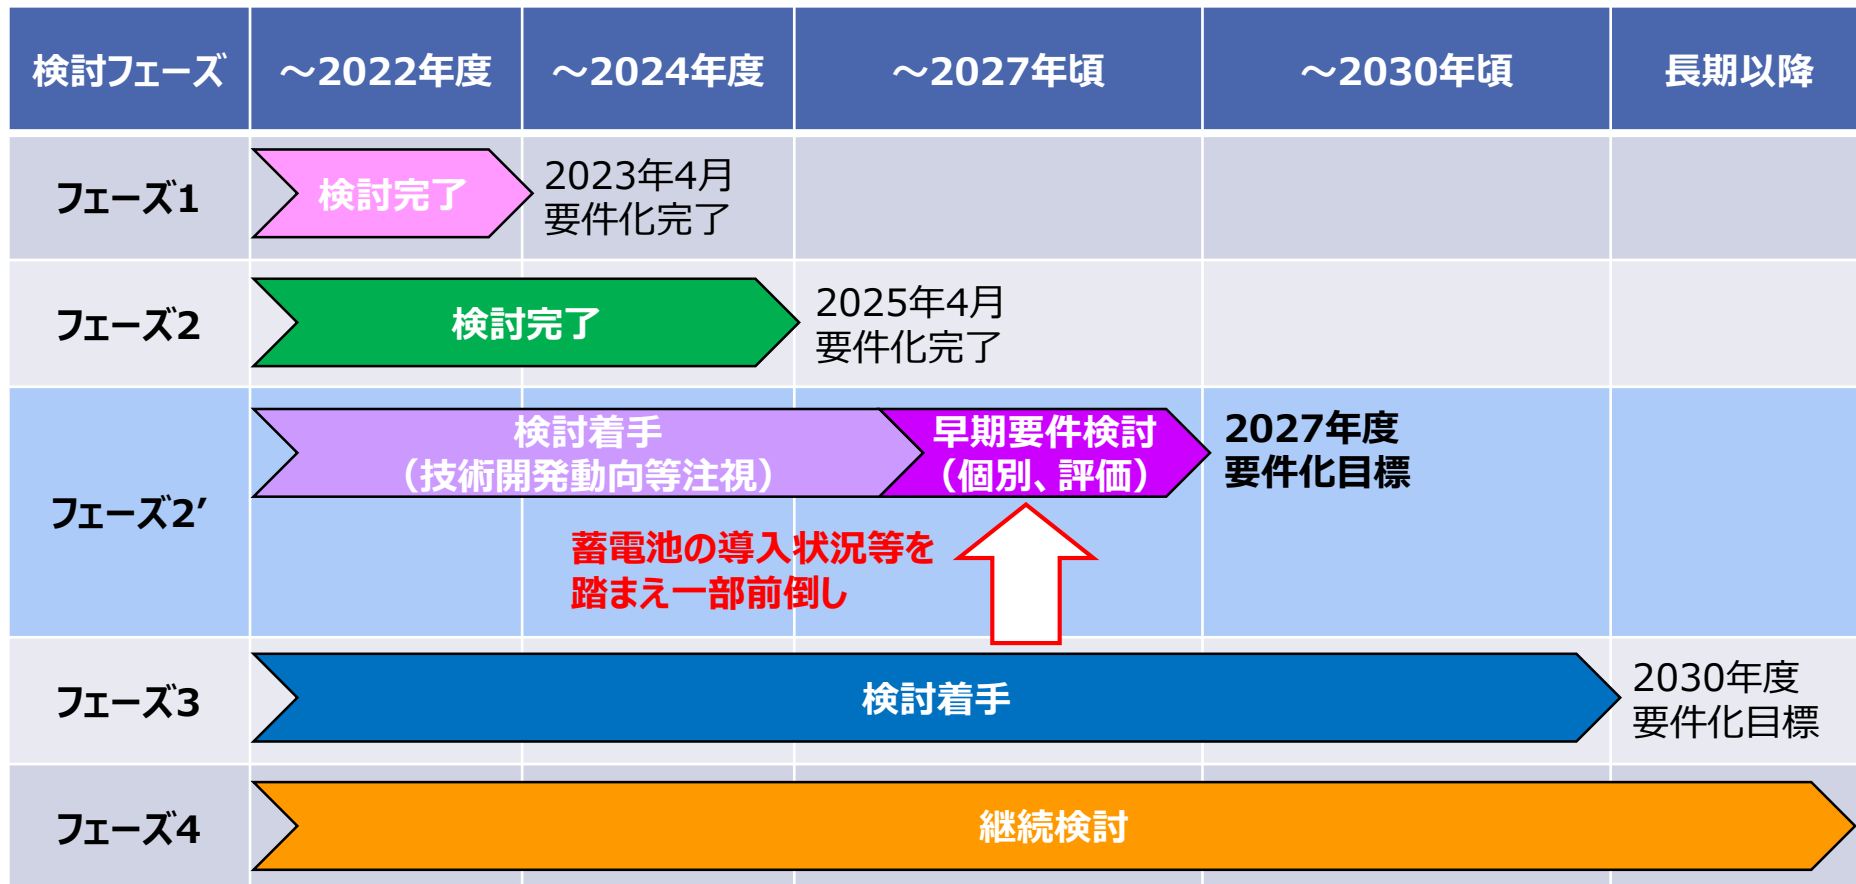 検討フェーズ
～2022年度
～2024年度
～2027年頃
～2030年頃
長期以降
フェーズ1
検討完了
2023年4月
要件化完了
フェーズ2
検討完了
2025年4月
要件化完了
フェーズ2′
検討着手
（技術開発動向等注視）
早期要件検討
（個別、評価）
2027年度
要件化目標
蓄電池の導入状況等を
踏まえ一部前倒し
フェーズ3
検討着手
2030年度
要件化目標
フェーズ4
継続検討